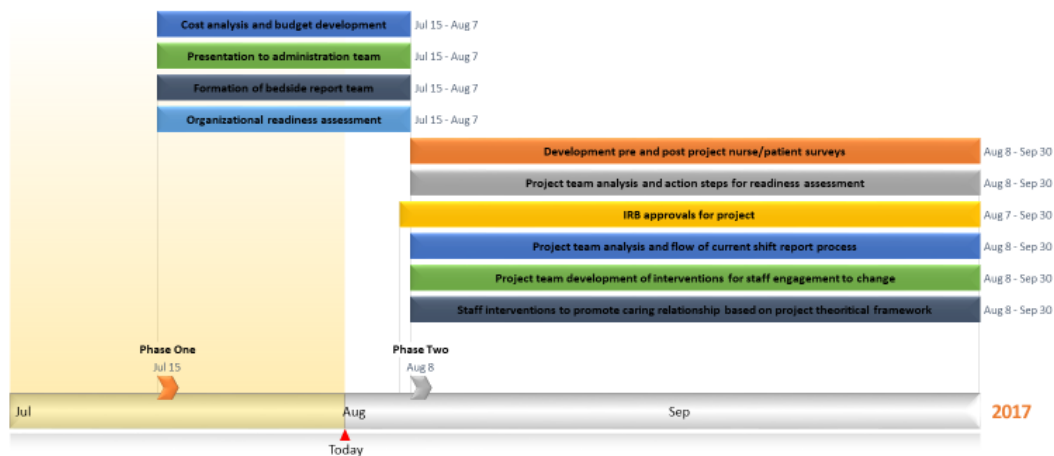 Cost analysis and budget development Jul 15 - Aug 7
Presentation to administration team Jul 15 - Aug 7
Formation of bedside report team Jul 15 - Aug 7
Organizational readiness assessment Jul 15 - Aug 7
Development pre and post project nurse/patient surveys Aug 8 - Sep 30
Project team analysis and action steps for readiness assessment Aug 8 - Sep 30
IRB approvals for project Aug 7 - Sep 30
Project team analysis and flow of current shift report process Aug 8 - Sep 30
Project team development of interventions for staff engagement to change Aug 8 - Sep 30
Staff interventions to promote caring relationship based on project theoritical framework Aug 8 - Sep 30
Phase One Phase Two
Jul 15 Aug 8
Jul Aug Sep 2017
Today